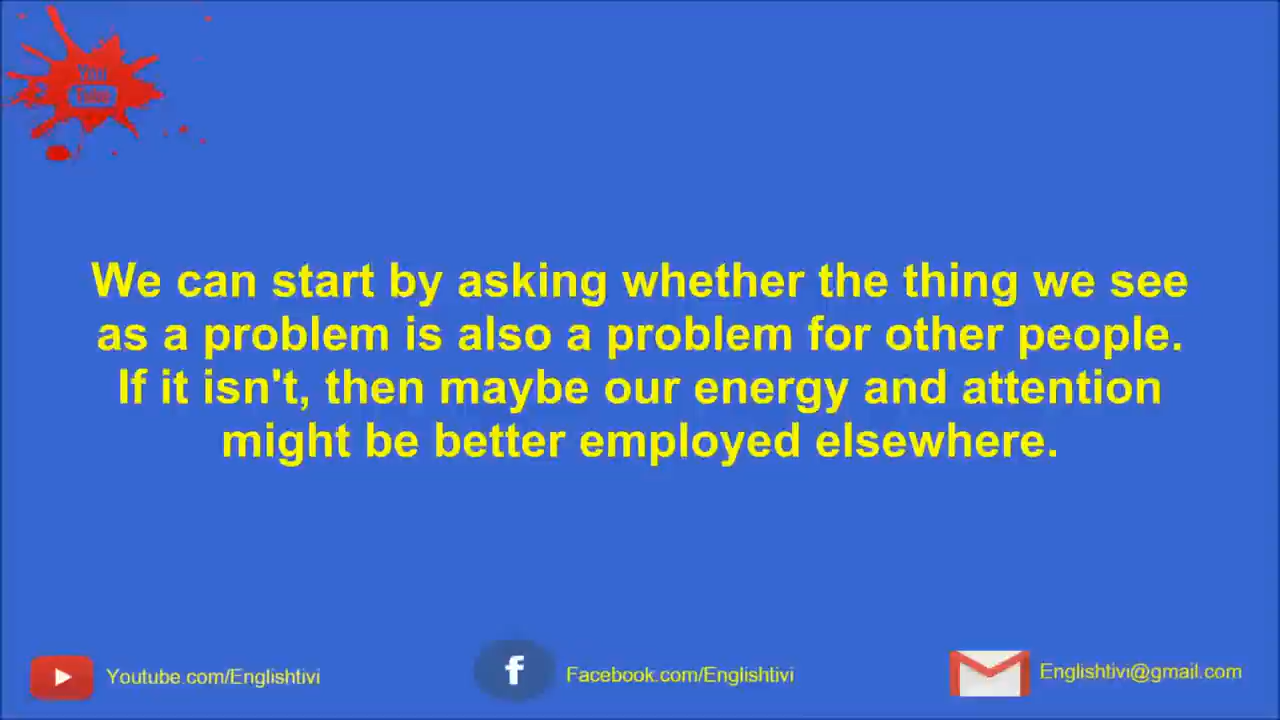 You
Tube
We can start by asking whether the thing we see
as a problem is also a problem for other people.
If it isn't, then maybe our energy and attention
might be better employed elsewhere.
Youtube.com/Englishtivi
f
Facebook.com/Englishtivi
Englishtivi@gmail.com